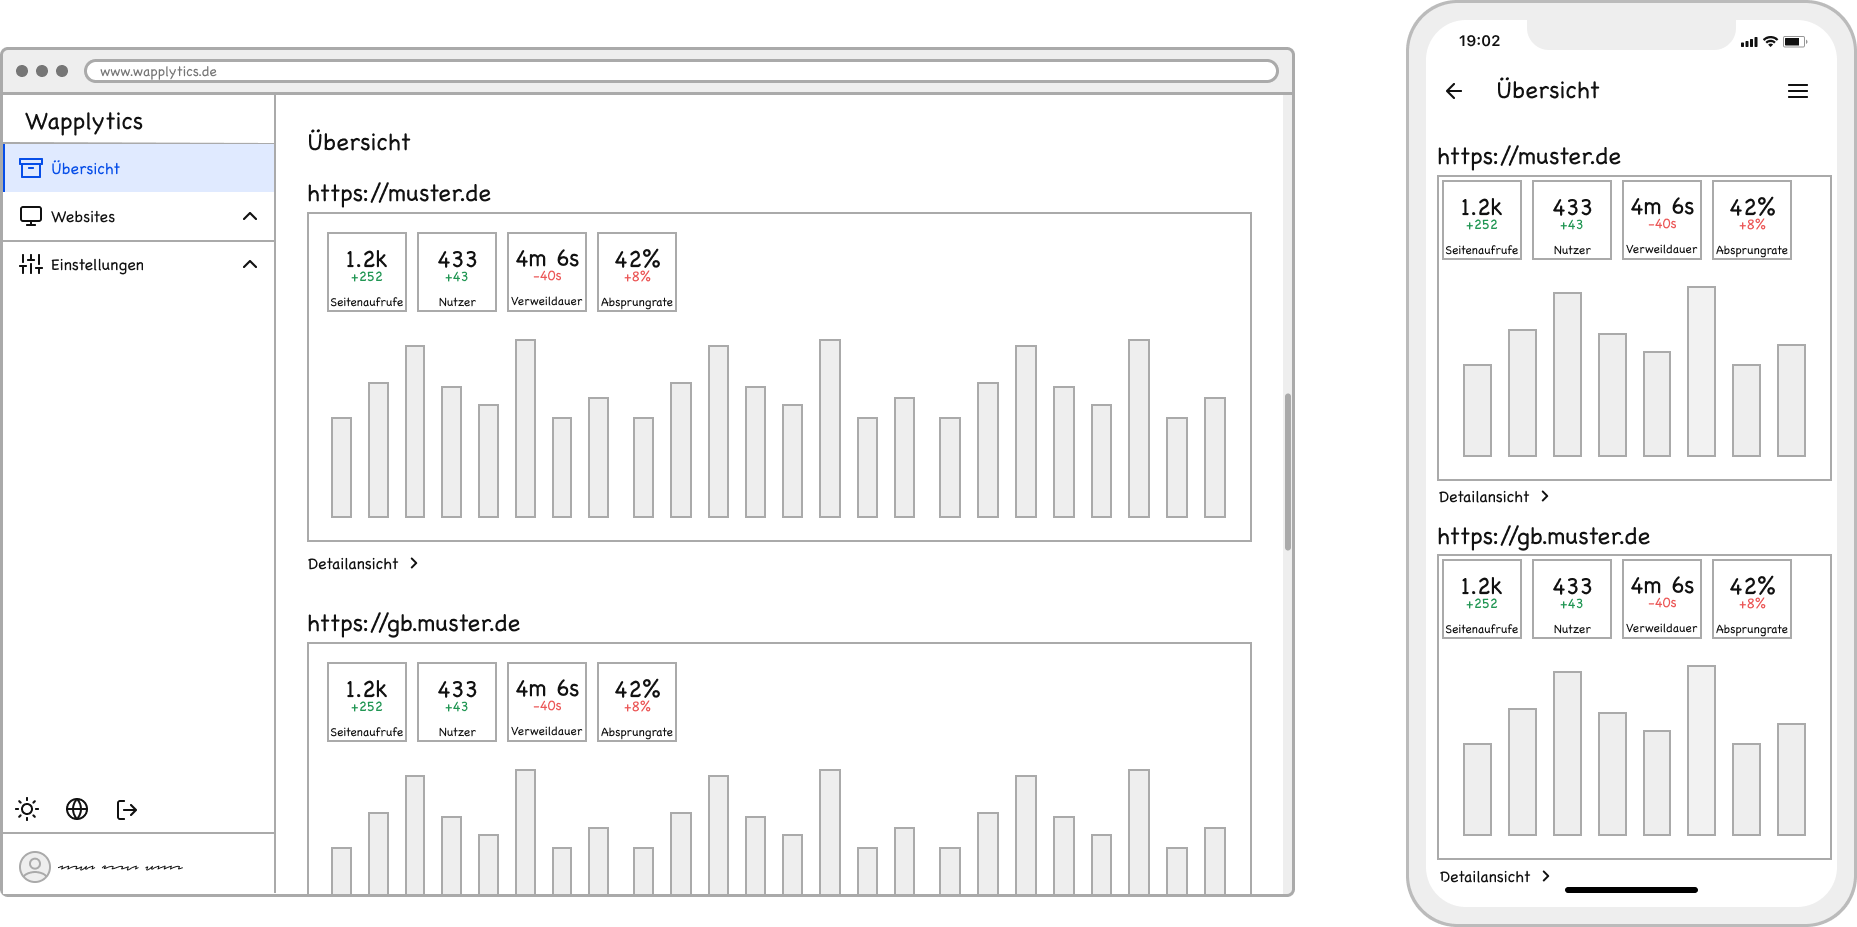 www.wapplytics.de
Wapplytics
Übersicht
Websites
Einstellungen
Übersicht
https://muster.de
1.2k 433 4m 6s 42%
+252 +43 -40s +8%
Seitenaufrufe Nutzer Verweildauer Absprungrate
Detailansicht
https://gb.muster.de
1.2k 433 4m 6s 42%
+252 +43 -40s +8%
Seitenaufrufe Nutzer Verweildauer Absprungrate
19:02
Übersicht
https://muster.de
1.2k 433 4m 6s 42%
+252 +43 -40s +8%
Seitenaufrufe Nutzer Verweildauer Absprungrate
Detailansicht
https://gb.muster.de
1.2k 433 4m 6s 42%
+252 +43 -40s +8%
Seitenaufrufe Nutzer Verweildauer Absprungrate
Detailansicht